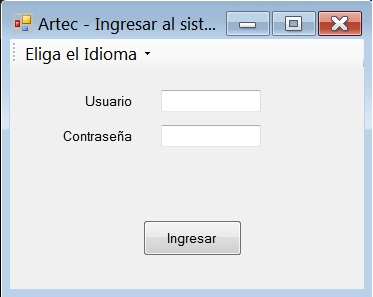 Artec - Ingresar al sist...
Eliga el Idioma
Usuario
Contraseña
Ingresar